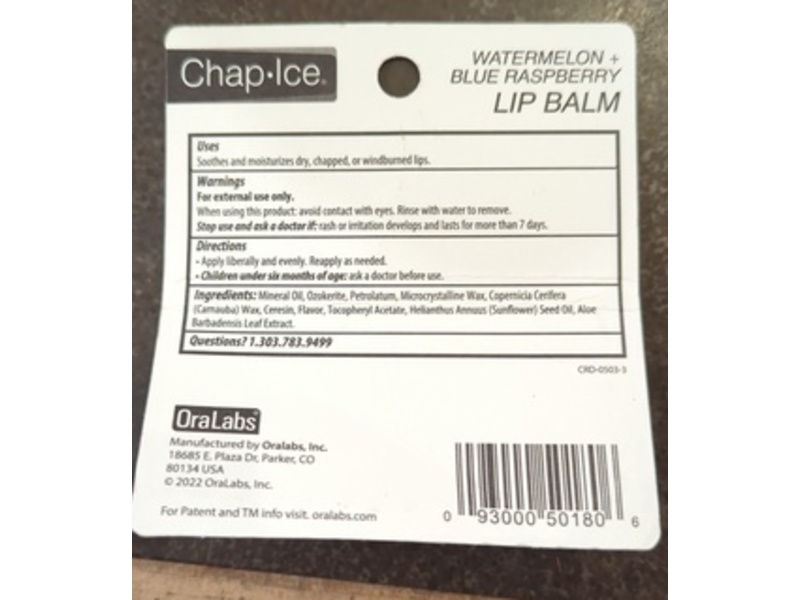 Chap•Ice®
WATERMELON +
BLUE RASPBERRY
LIP BALM
Uses
Soothes and moisturizes dry, chapped, or windburned lips.
Warnings
For external use only.
When using this product: avoid contact with eyes. Rinse with water to remove.
Stop use and ask a doctor if: rash or irritation develops and lasts for more than 7 days.
Directions
• Apply liberally and evenly. Reapply as needed.
• Children under six months of age: ask a doctor before use.
Ingredients: Mineral Oil, Ozokerite, Petrolatum, Microcrystalline Wax, Copernicia Cerifera
(Carnauba) Wax, Ceresin, Flavor, Tocopheryl Acetate, Helianthus Annuus (Sunflower) Seed Oil, Aloe
Barbadensis Leaf Extract.
Questions? 1.303.783.9499
CRD-0503-3
OraLabs®
Manufactured by Oralabs, Inc.
18685 E. Plaza Dr, Parker, CO
80134 USA
© 2022 OraLabs, Inc.
For Patent and TM info visit. oralabs.com
0 93000 50180 6